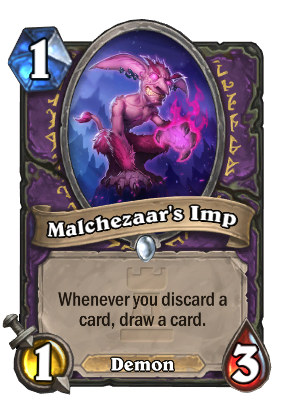 1
Malchezaar's Imp
Whenever you discard a
card, draw a card.
1
Demon
3